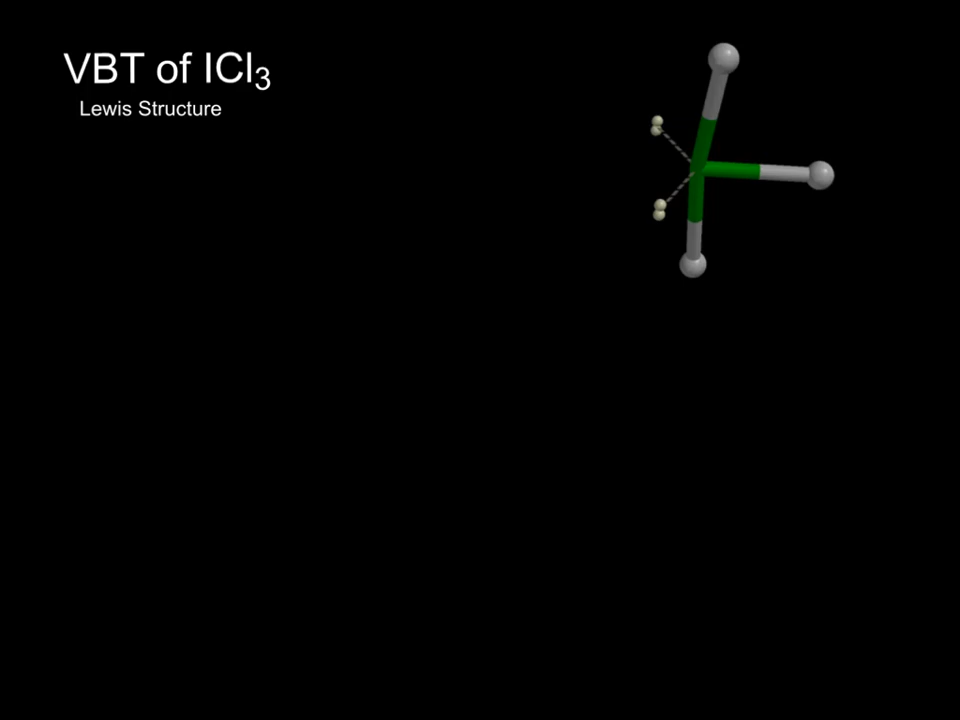 VBT of ICl₃
Lewis Structure